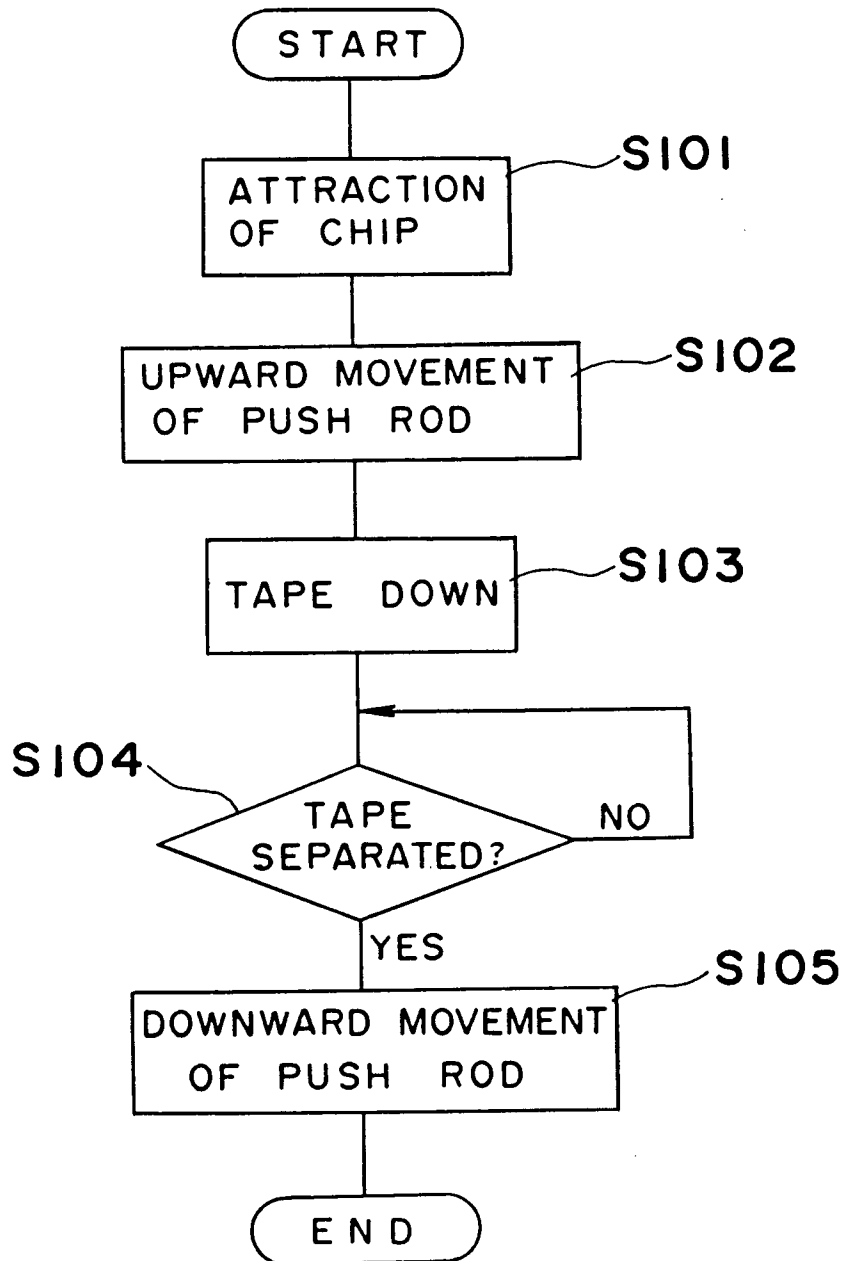 START
S101
ATTRACTION
OF CHIP
S102
UPWARD MOVEMENT
OF PUSH ROD
S103
TAPE DOWN
S104
TAPE
SEPARATED?
NO
YES
S105
DOWNWARD MOVEMENT
OF PUSH ROD
END